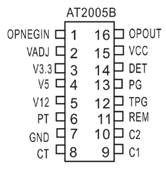 AT2005B
OPNEGIN 1 16 OPOUT
VADJ 2 15 VCC
V3.3 3 14 DET
V5 4 13 PG
V12 5 12 TPG
PT 6 11 REM
GND 7 10 C2
CT 8 9 C1